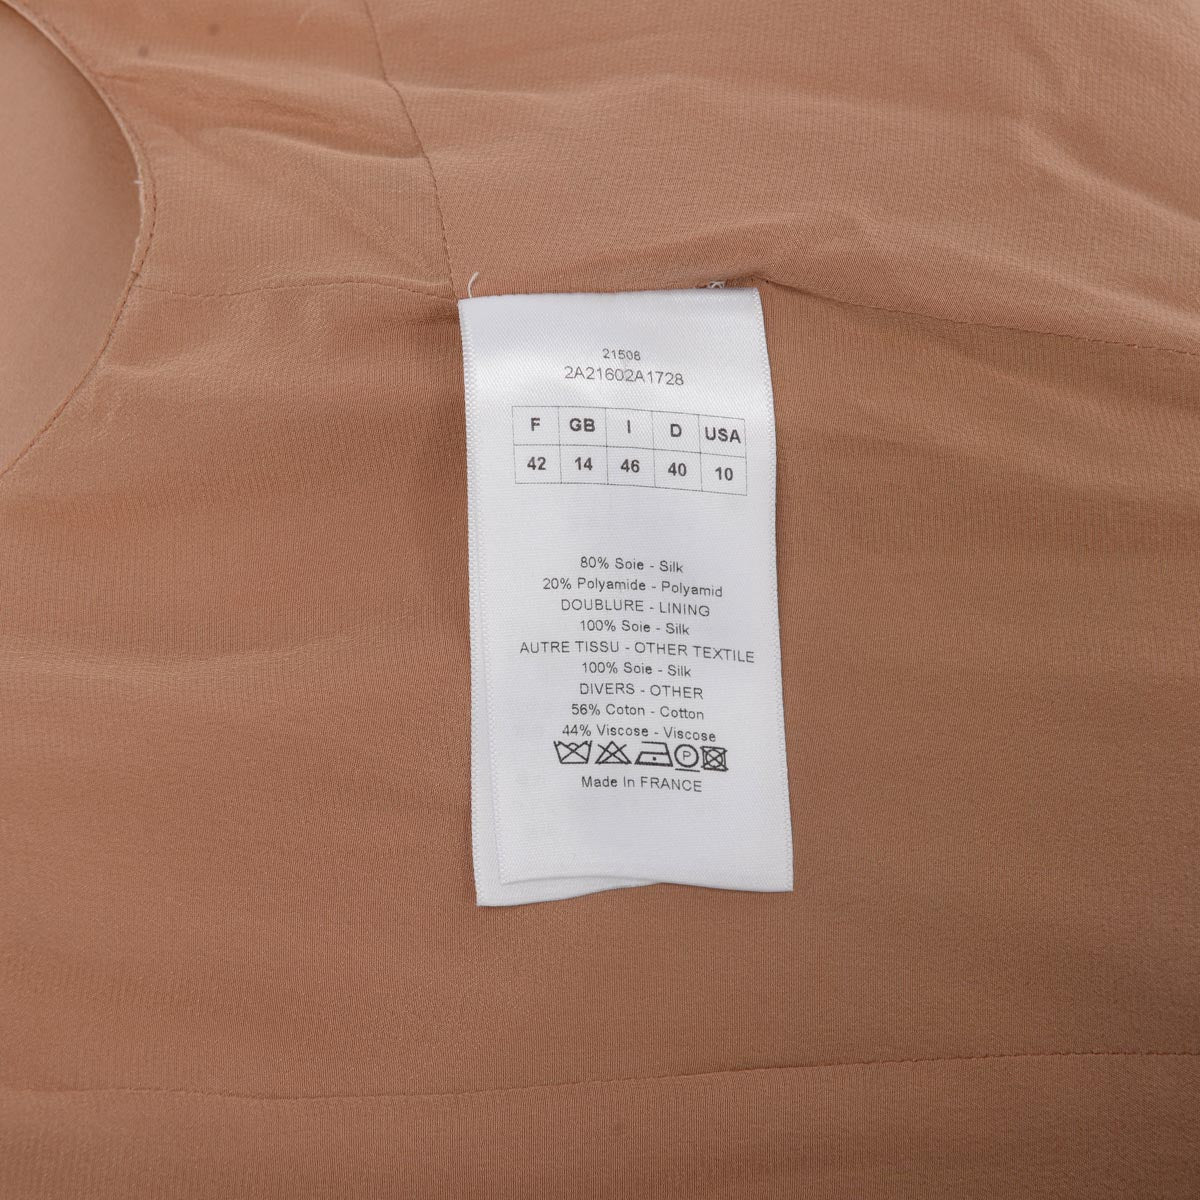 21508
2A21602A1728
F GB I D USA
42 14 46 40 10
80% Soie - Silk
20% Polyamide - Polyamid
DOUBLURE - LINING
100% Soie - Silk
AUTRE TISSU - OTHER TEXTILE
100% Soie - Silk
DIVERS - OTHER
56% Coton - Cotton
44% Viscose - Viscose
P
Made In FRANCE